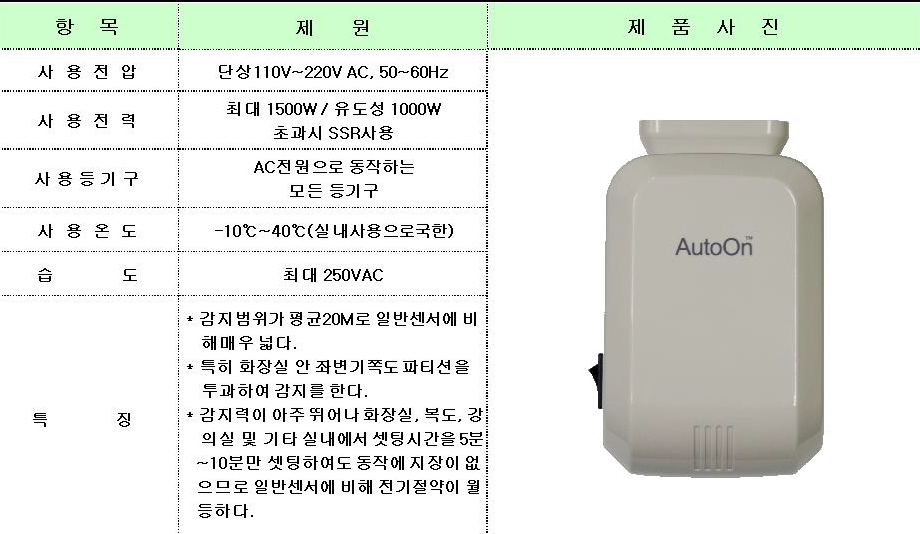 항 목
제 원
제 품 사 진
사 용 전 압
단상110V~220V AC, 50~60Hz
사 용 전 력
최대 1500W / 유도성 1000W
초과시 SSR사용
사 용 등 기 구
AC전원으로 동작하는
모든 등기구
사 용 온 도
-10℃~40℃(실내사용으로국한)
습 도
최대 250VAC
특 징
* 감지범위가 평균20M로 일반센서에 비
해매우 넓다.
* 특히 화장실 안 좌변기쪽도 파티션을
투과하여 감지를 한다.
* 감지력이 아주 뛰어나 화장실, 복도, 강
의실 및 기타 실내에서 셋팅시간을 5분
~10분만 셋팅하여도 동작에 지장이 없
으므로 일반센서에 비해 전기절약이 월
등하다.
AutoOn™